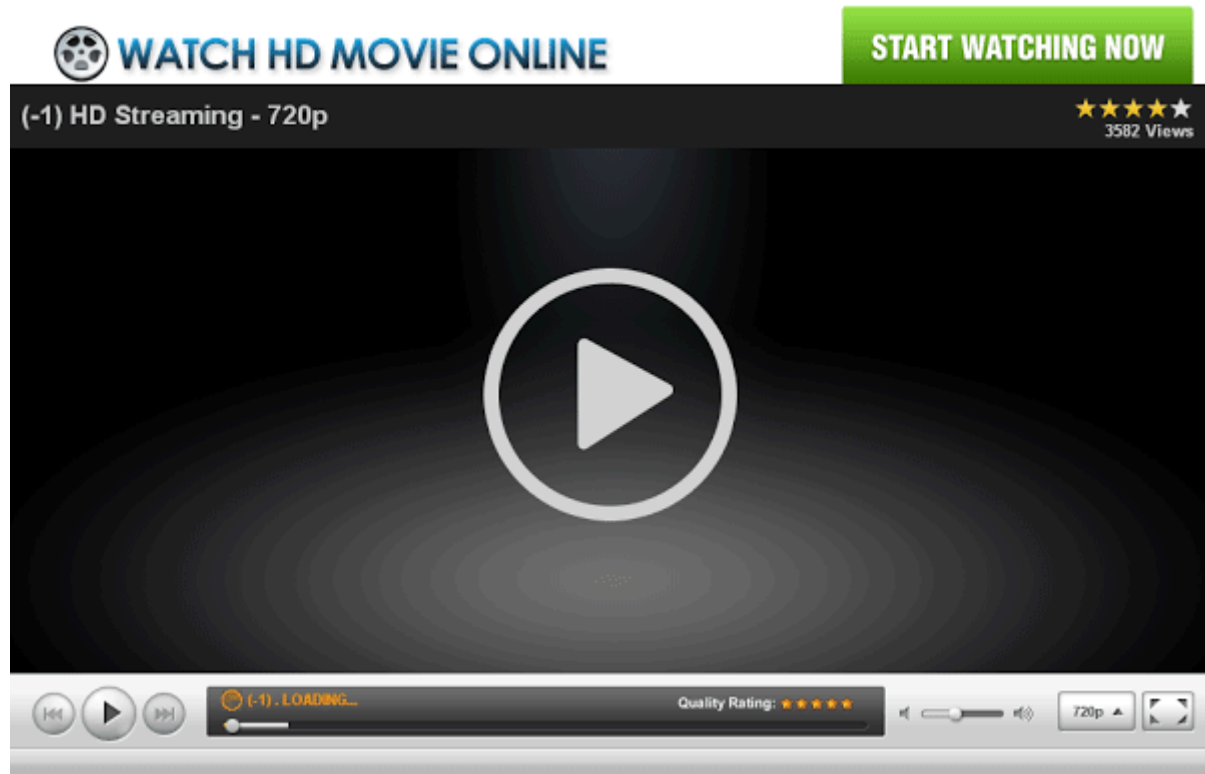 WATCH HD MOVIE ONLINE
START WATCHING NOW
(-1) HD Streaming - 720p
3582 Views
(-1) . LOADING...
Quality Rating:
720p